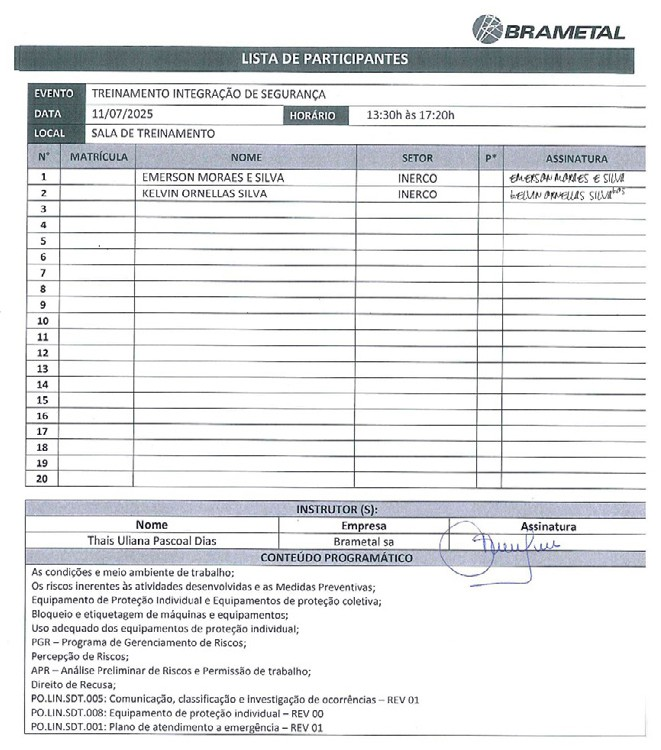 BRAMETAL
LISTA DE PARTICIPANTES
EVENTO TREINAMENTO INTEGRAÇÃO DE SEGURANÇA
DATA 11/07/2025 HORÁRIO 13:30h às 17:20h
LOCAL SALA DE TREINAMENTO
N° MATRÍCULA NOME SETOR P* ASSINATURA
1 EMERSON MORAES E SILVA INERCO EMERSON MORAES E SILVA
2 KELVIN ORNELLAS SILVA INERCO KELVIN ORNELLAS SILVA
3
4
5
6
7
8
9
10
11
12
13
14
15
16
17
18
19
20
INSTRUTOR (S):
Nome Empresa Assinatura
Thais Uliana Pascoal Dias Brametal sa
CONTEÚDO PROGRAMÁTICO
As condições e meio ambiente de trabalho;
Os riscos inerentes às atividades desenvolvidas e as Medidas Preventivas;
Equipamento de Proteção Individual e Equipamentos de proteção coletiva;
Bloqueio e etiquetagem de máquinas e equipamentos;
Uso adequado dos equipamentos de proteção individual;
PGR – Programa de Gerenciamento de Riscos;
Percepção de Riscos;
APR – Análise Preliminar de Riscos e Permissão de trabalho;
Direito de Recusa;
PO.LIN.SDT.005: Comunicação, classificação e investigação de ocorrências – REV 01
PO.LIN.SDT.008: Equipamento de proteção individual – REV 00
PO.LIN.SDT.001: Plano de atendimento a emergência – REV 01